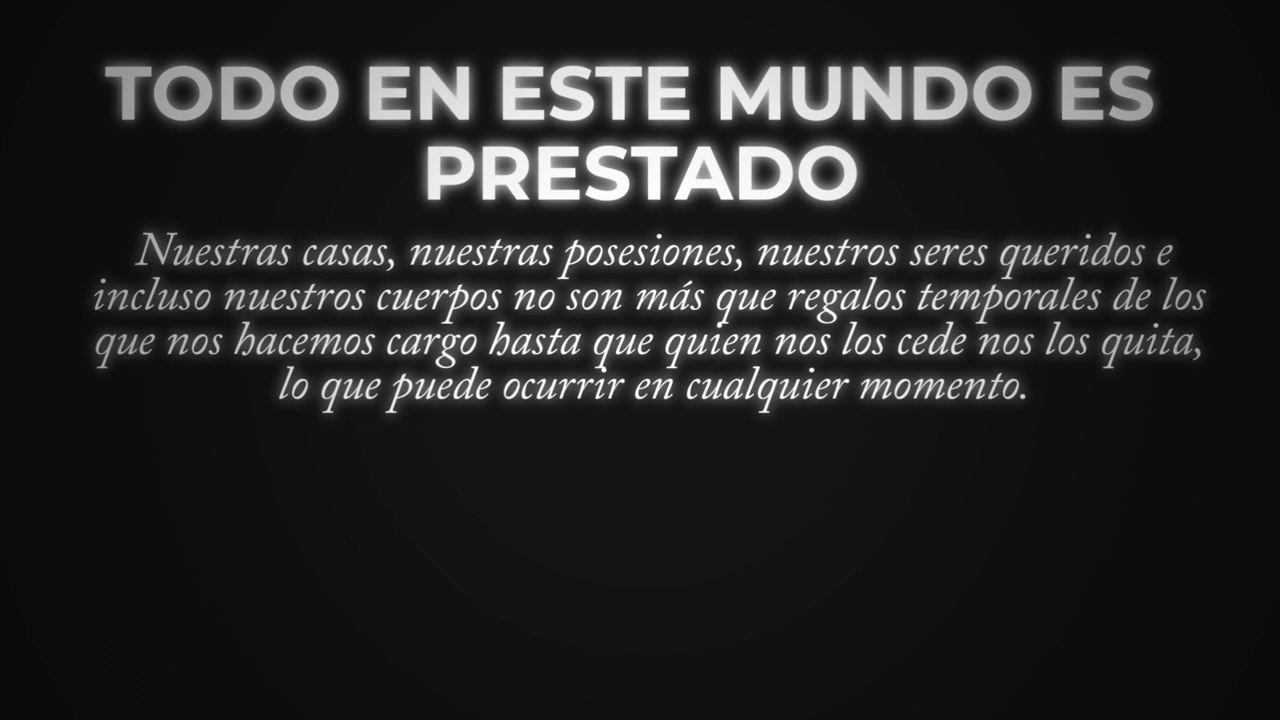 TODO EN ESTE MUNDO ES
PRESTADO
Nuestras casas, nuestras posesiones, nuestros seres queridos e
incluso nuestros cuerpos no son más que regalos temporales de los
que nos hacemos cargo hasta que quien nos los cede nos los quita,
lo que puede ocurrir en cualquier momento.